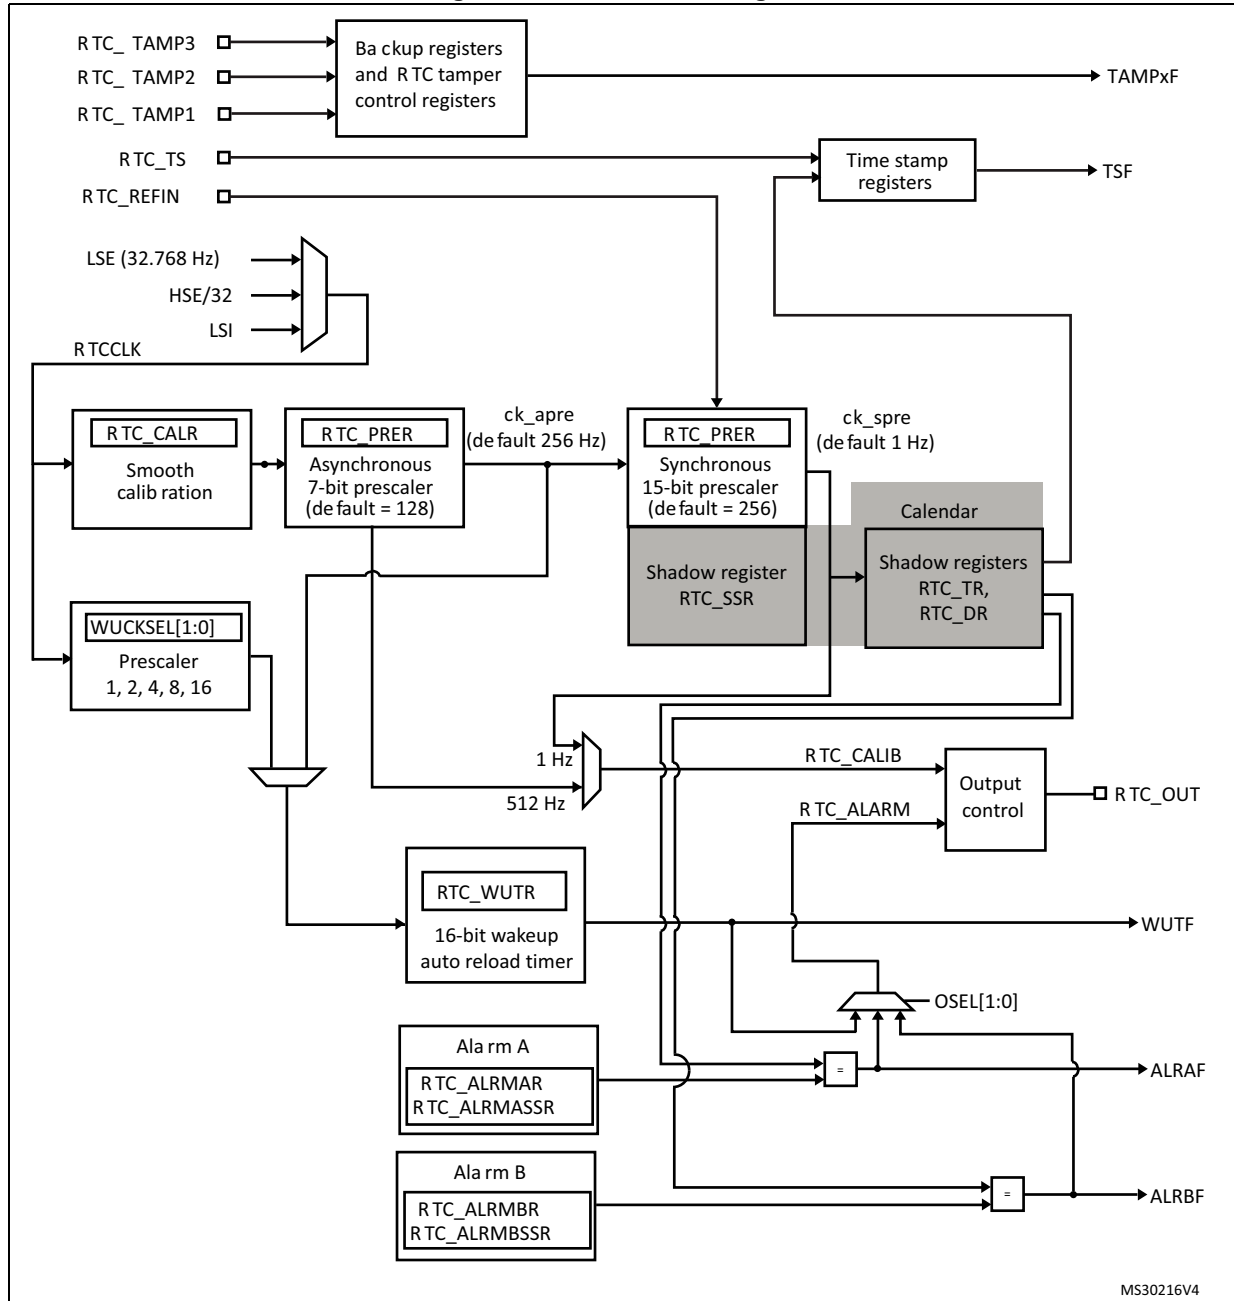 RTC_TAMP3
RTC_TAMP2
RTC_TAMP1
Backup registers
and RTC tamper
control registers
TAMPxF
RTC_TS
RTC_REFIN
Time stamp
registers
TSF
LSE (32.768 Hz)
HSE/32
LSI
RTCCLK
RTC_CALR
Smooth
calibration
RTC_PRER
Asynchronous
7-bit prescaler
(default = 128)
ck_apre
(default 256 Hz)
RTC_PRER
Synchronous
15-bit prescaler
(default = 256)
ck_spre
(default 1 Hz)
Calendar
Shadow register
RTC_SSR
Shadow registers
RTC_TR,
RTC_DR
WUCKSEL[1:0]
Prescaler
1, 2, 4, 8, 16
1 Hz
512 Hz
RTC_CALIB
RTC_ALARM
Output
control
RTC_OUT
RTC_WUTR
16-bit wakeup
auto reload timer
WUTF
OSEL[1:0]
Alarm A
RTC_ALRMAR
RTC_ALRMASSR
=
ALRAF
Alarm B
RTC_ALRMBR
RTC_ALRMBSSR
=
ALRBF
MS30216V4